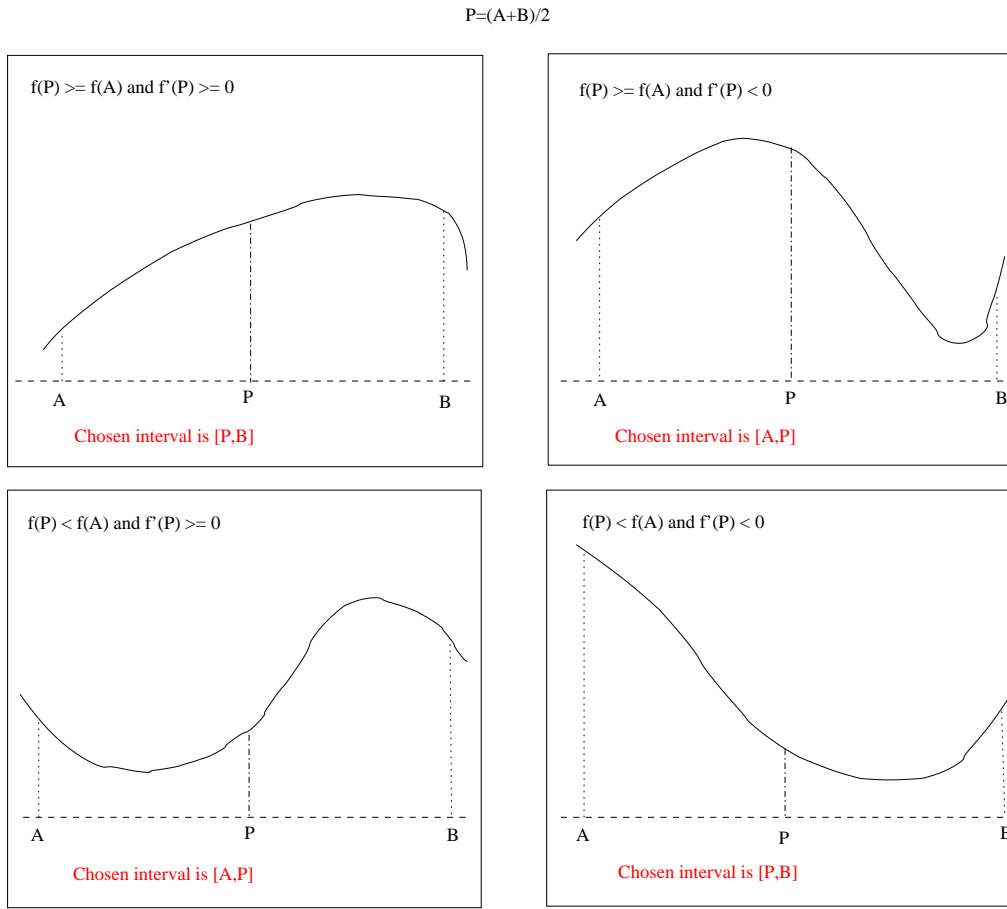 P=(A+B)/2
f(P) >= f(A) and f'(P) >= 0
A P B
Chosen interval is [P,B]
f(P) >= f(A) and f'(P) < 0
A P B
Chosen interval is [A,P]
f(P) < f(A) and f'(P) >= 0
A P B
Chosen interval is [A,P]
f(P) < f(A) and f'(P) < 0
A P B
Chosen interval is [P,B]